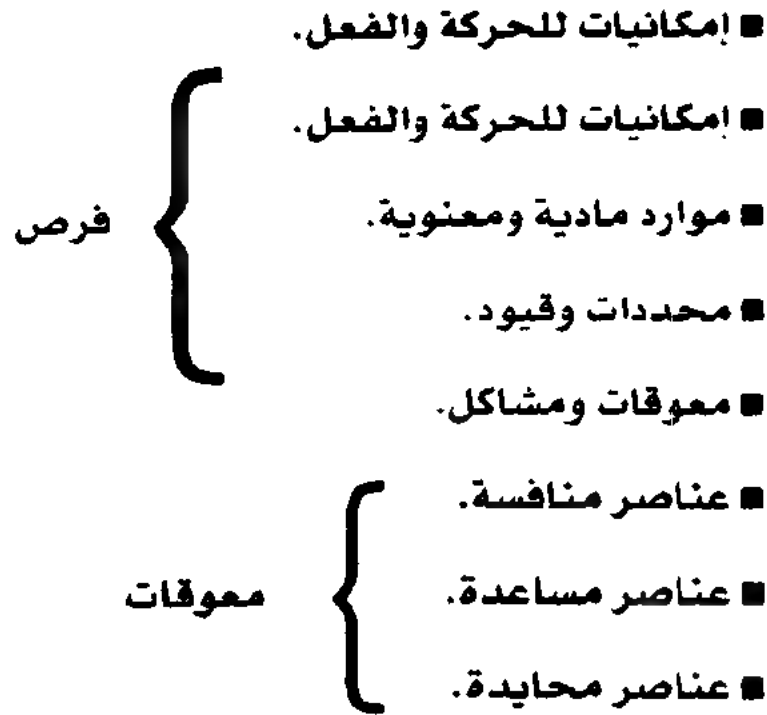 ■ إمكانيات للحركة والفعل.
■ إمكانيات للحركة والفعل.
■ موارد مادية ومعنوية.
فرص
■ محددات وقيود.
■ معوقات ومشاكل.
■ عناصر منافسة.
■ عناصر مساعدة.
معوقات
■ عناصر محايدة.